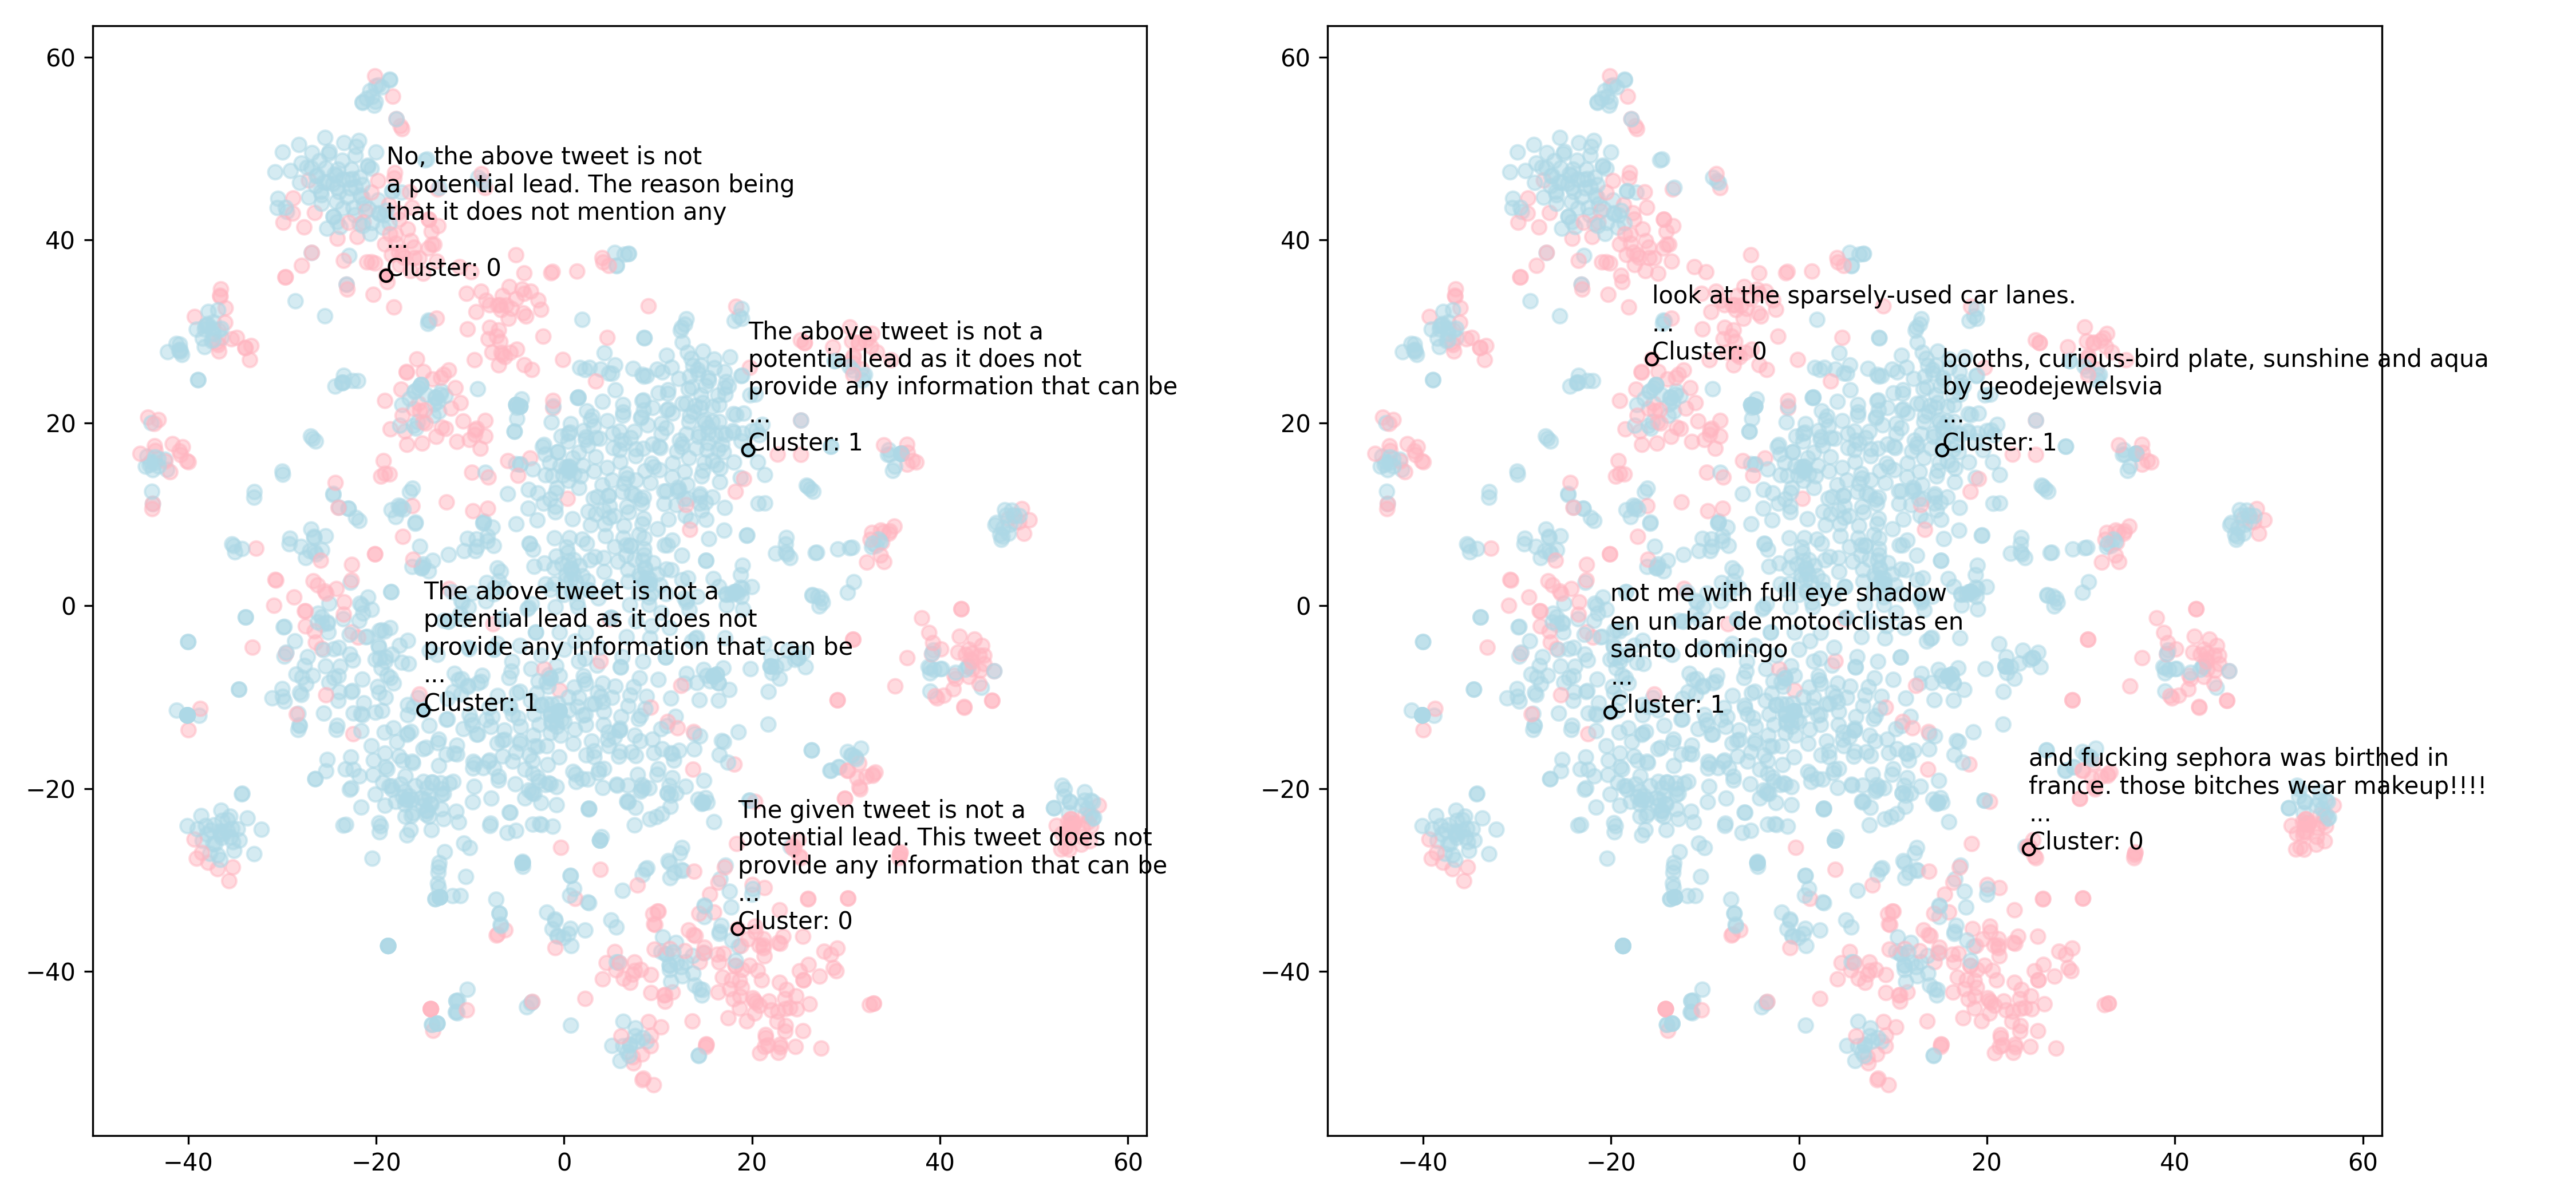 60
40
20
0
−20
−40
−40
−20
0
20
40
60
No, the above tweet is not
a potential lead. The reason being
that it does not mention any
...
Cluster: 0
The above tweet is not a
potential lead as it does not
provide any information that can be
...
Cluster: 1
The above tweet is not a
potential lead as it does not
provide any information that can be
...
Cluster: 1
The given tweet is not a
potential lead. This tweet does not
provide any information that can be
...
Cluster: 0
60
40
20
0
−20
−40
−40
−20
0
20
40
60
look at the sparsely-used car lanes.
...
Cluster: 0
booths, curious-bird plate, sunshine and aqua
by geodejewelsvia
...
Cluster: 1
not me with full eye shadow
en un bar de motociclistas en
santo domingo
...
Cluster: 1
and fucking sephora was birthed in
france. those bitches wear makeup!!!!
...
Cluster: 0